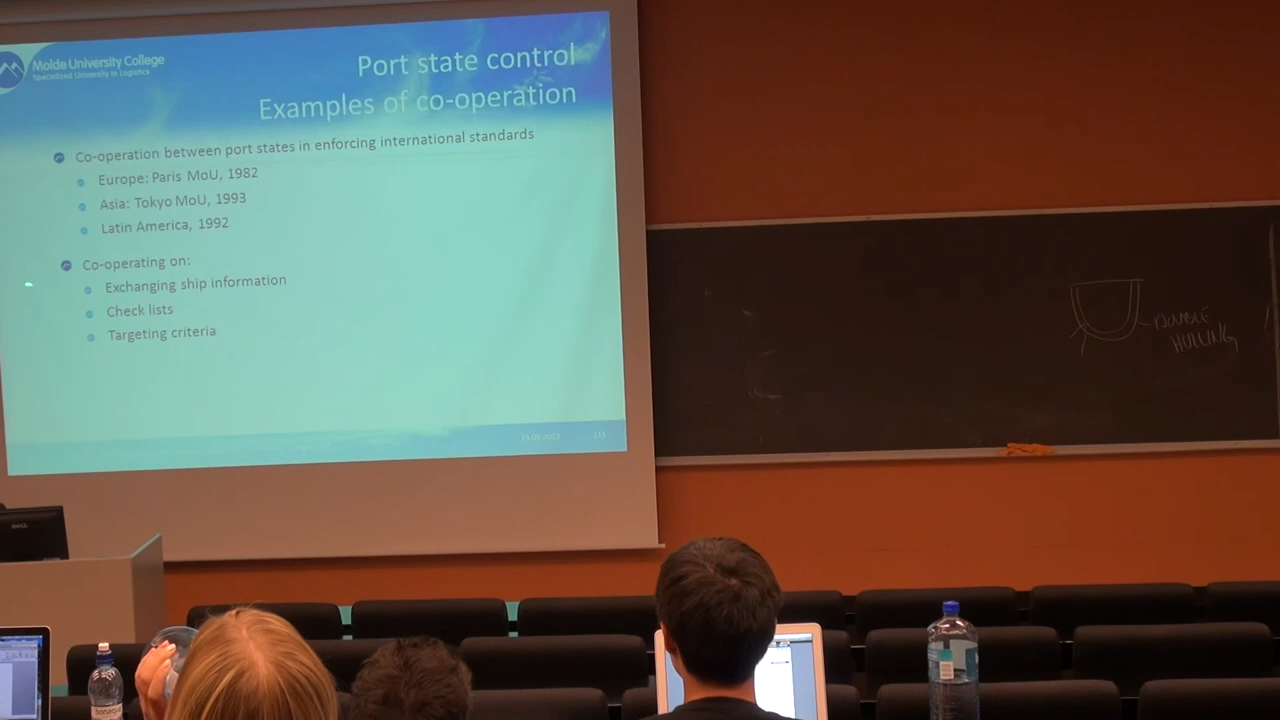 Molde University College
Specialized University in Logistics
Port state control
Examples of co-operation
Co-operation between port states in enforcing international standards
Europe: Paris MoU, 1982
Asia: Tokyo MoU, 1993
Latin America, 1992
Co-operating on:
Exchanging ship information
Check lists
Targeting criteria
DOUBLE
HULLING
DELL
bonaqua